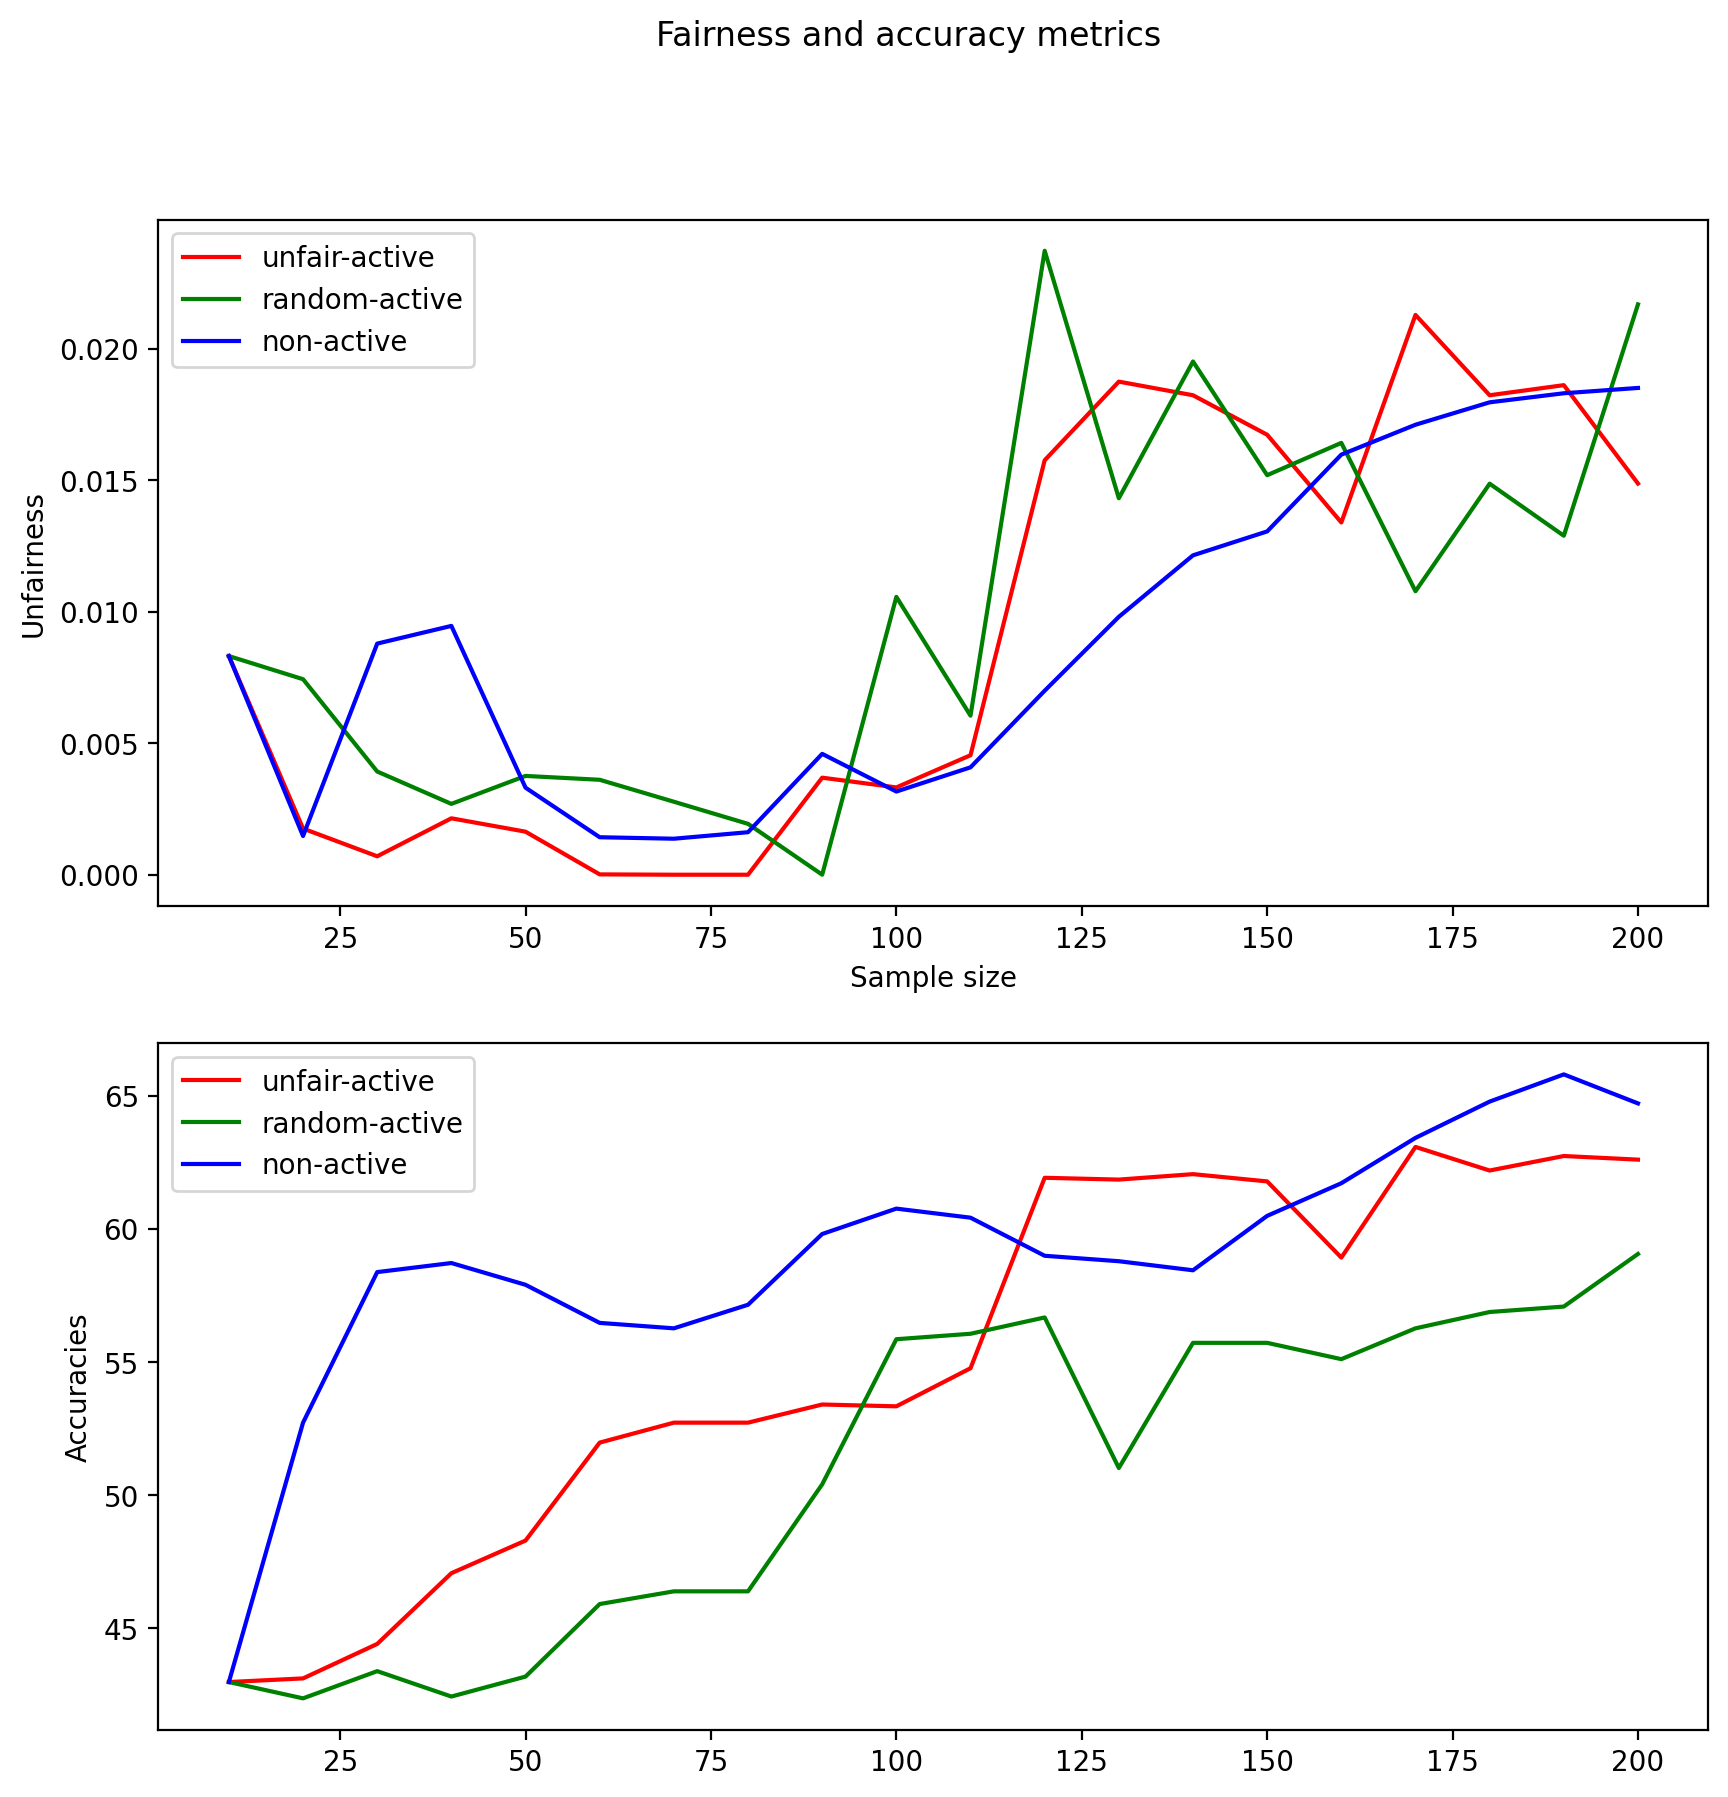 Fairness and accuracy metrics
unfair-active
random-active
non-active
0.020
0.015
0.010
0.005
0.000
Unfairness
25 50 75 100 125 150 175 200
Sample size
unfair-active
random-active
non-active
65
60
55
50
45
Accuracies
25 50 75 100 125 150 175 200